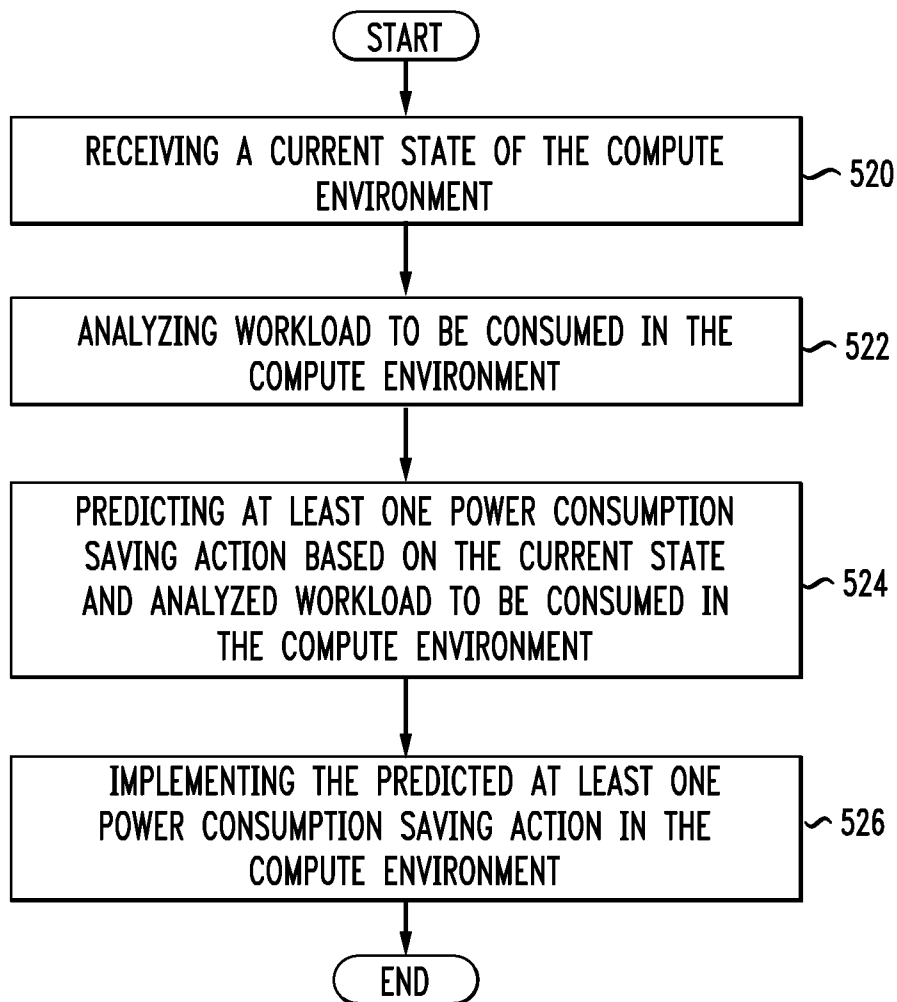 START
RECEIVING A CURRENT STATE OF THE COMPUTE
ENVIRONMENT
520
ANALYZING WORKLOAD TO BE CONSUMED IN THE
COMPUTE ENVIRONMENT
522
PREDICTING AT LEAST ONE POWER CONSUMPTION
SAVING ACTION BASED ON THE CURRENT STATE
AND ANALYZED WORKLOAD TO BE CONSUMED IN
THE COMPUTE ENVIRONMENT
524
IMPLEMENTING THE PREDICTED AT LEAST ONE
POWER CONSUMPTION SAVING ACTION IN THE
COMPUTE ENVIRONMENT
526
END